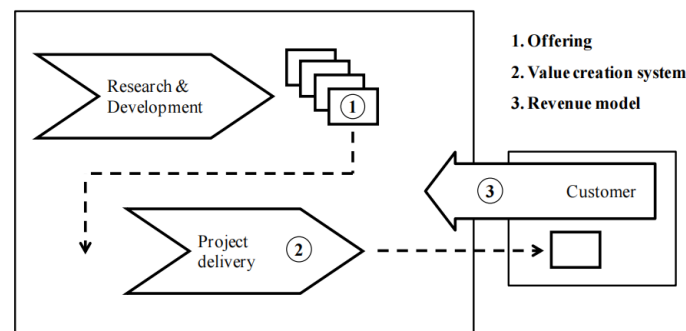 Research &
Development
1
1. Offering
2. Value creation system
3. Revenue model
3
Customer
Project
delivery
2